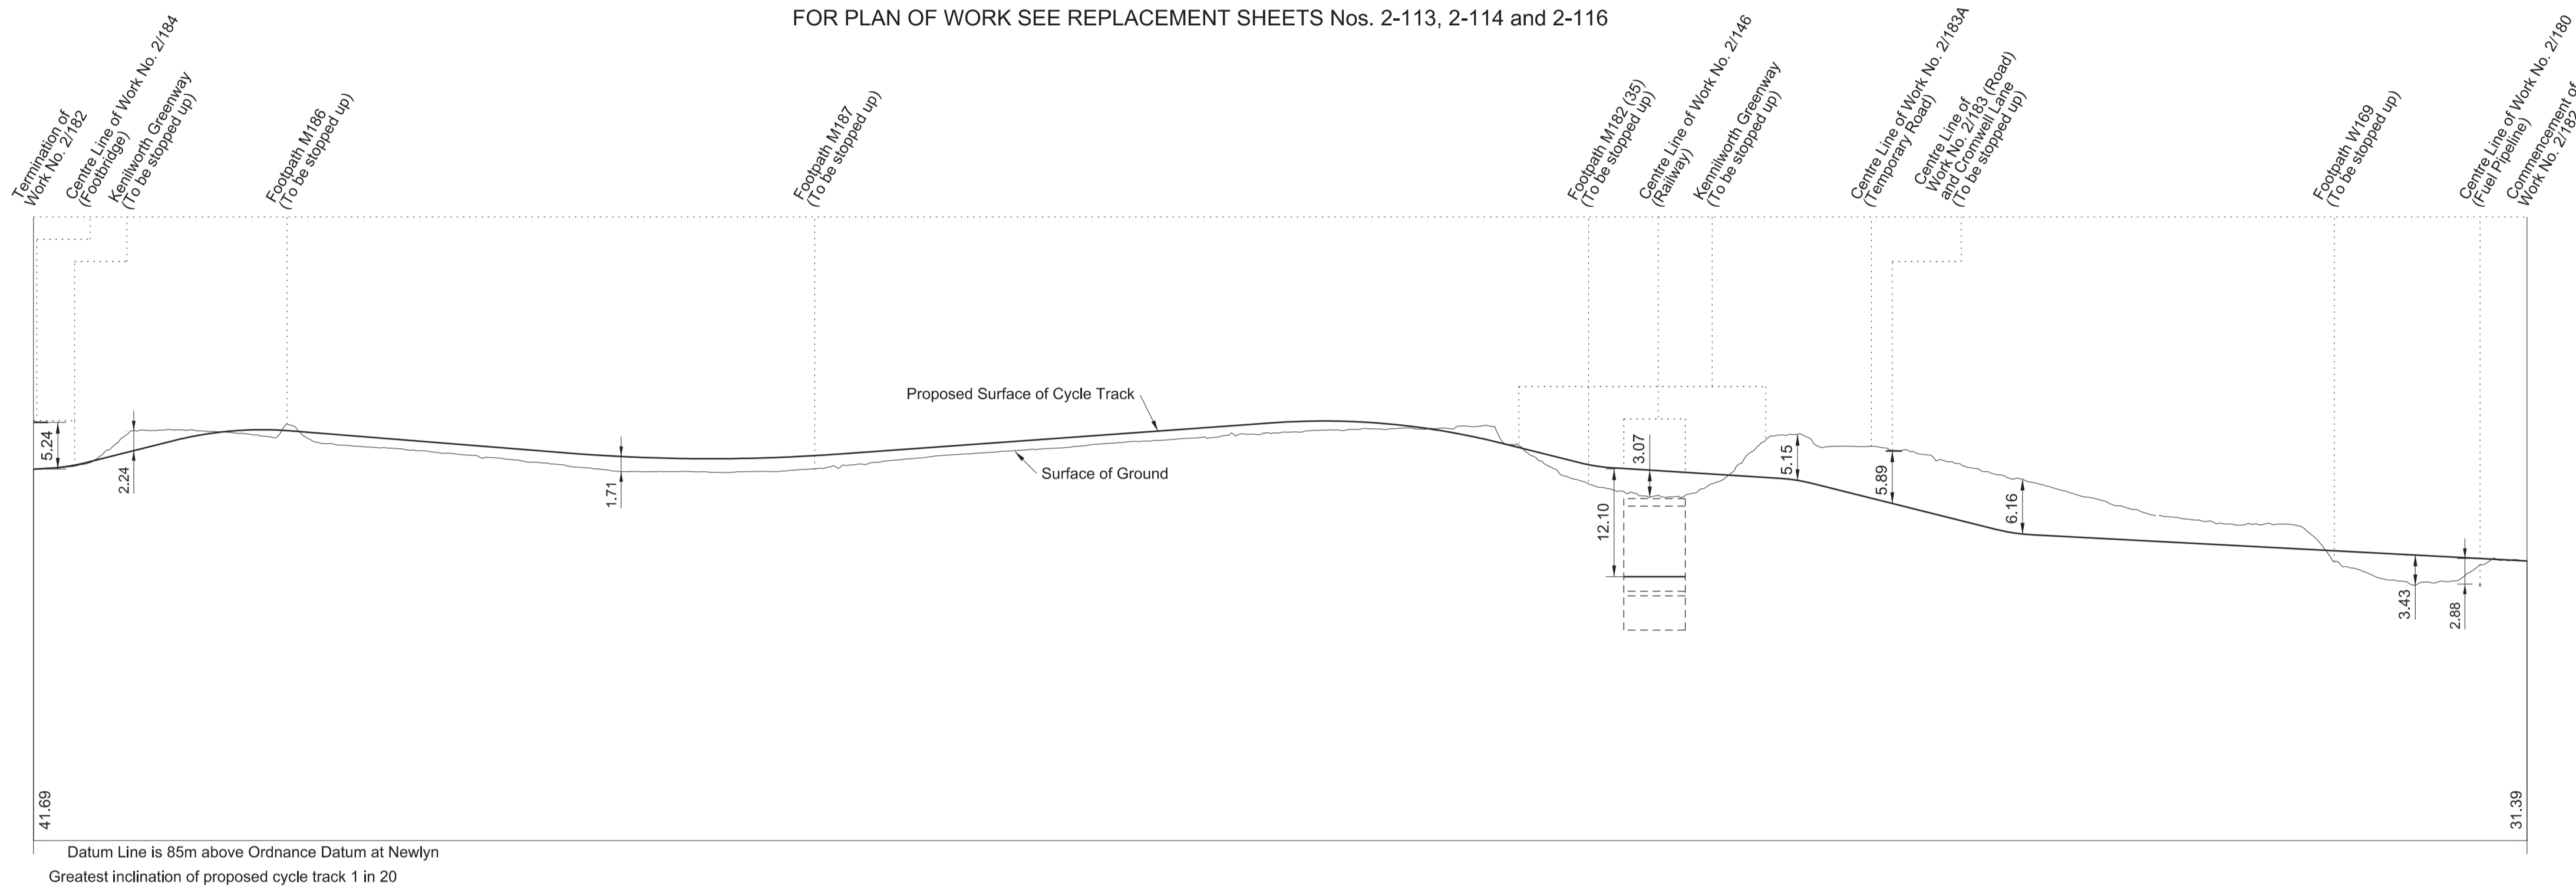 FOR PLAN OF WORK SEE REPLACEMENT SHEETS Nos. 2-113, 2-114 and 2-116
Termination of
Work No. 2/182
Centre Line of Work No. 2/184
(Footbridge)
Kenilworth Greenway
(To be stopped up)
Footpath M186
(To be stopped up)
Footpath M187
(To be stopped up)
Footpath M182 (35)
(To be stopped up)
Centre Line of Work No. 2/146
(Railway)
Kennilworth Greenway
(To be stopped up)
Centre Line of Work No. 2/183A
(Temporary Road)
Centre Line of
Work No. 2/183 (Road)
and Cromwell Lane
(To be stopped up)
Footpath W169
(To be stopped up)
Centre Line of Work No. 2/180
(Fuel Pipeline)
Commencement of
Work No. 2/182
Proposed Surface of Cycle Track
Surface of Ground
5.24
2.24
1.71
12.10
3.07
5.15
5.89
6.16
3.43
2.88
41.69
31.39
Datum Line is 85m above Ordnance Datum at Newlyn
Greatest inclination of proposed cycle track 1 in 20